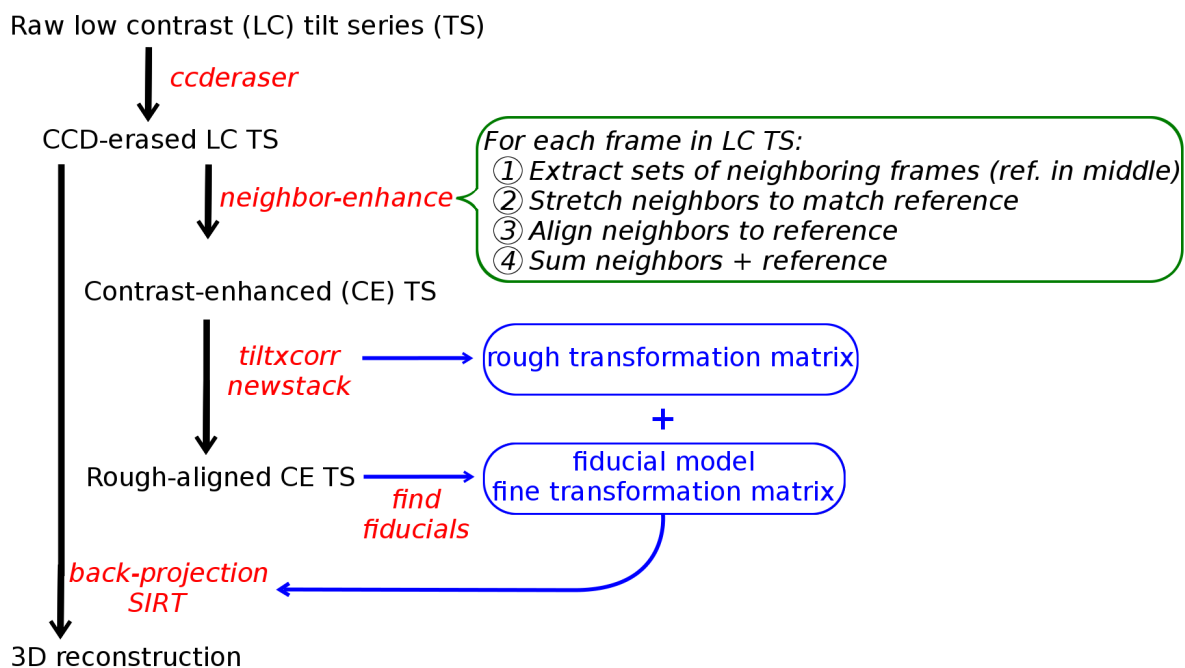 Raw low contrast (LC) tilt series (TS)
ccderaser
CCD-erased LC TS
neighbor-enhance
For each frame in LC TS:
① Extract sets of neighboring frames (ref. in middle)
② Stretch neighbors to match reference
③ Align neighbors to reference
④ Sum neighbors + reference
Contrast-enhanced (CE) TS
tiltxcorr
newstack
rough transformation matrix
+
Rough-aligned CE TS
find
fiducials
fiducial model
fine transformation matrix
back-projection
SIRT
3D reconstruction